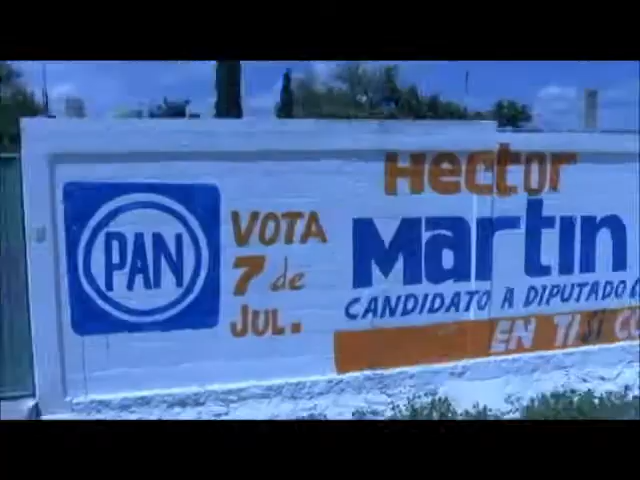 PAN
VOTA
7 de
JUL.
Hector
Martin
CANDIDATO A DIPUTADO
EN TI SI